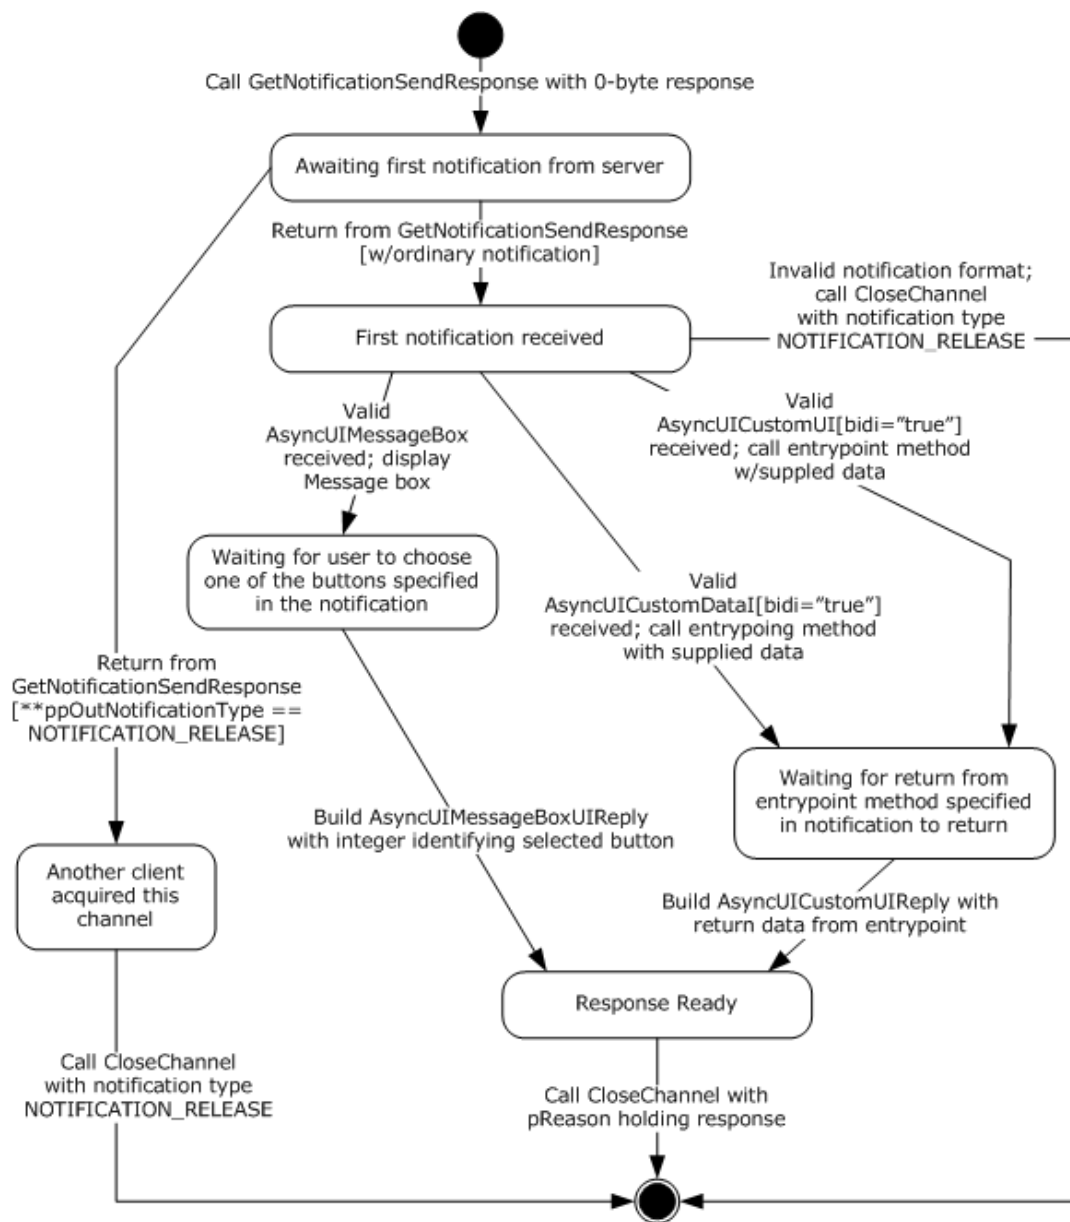 Call GetNotificationSendResponse with 0-byte response
Awaiting first notification from server
Return from GetNotificationSendResponse
[w/ordinary notification]
Invalid notification format;
call CloseChannel
with notification type
NOTIFICATION_RELEASE
First notification received
Valid
AsyncUIMessageBox
received; display
Message box
Valid
AsyncUICustomUI[bidi=”true”]
received; call entrypoint method
w/suppled data
Waiting for user to choose
one of the buttons specified
in the notification
Valid
AsyncUICustomDataI[bidi=”true”]
received; call entrypoing method
with supplied data
Return from
GetNotificationSendResponse
[**ppOutNotificationType ==
NOTIFICATION_RELEASE]
Waiting for return from
entrypoint method specified
in notification to return
Build AsyncUIMessageBoxUIReply
with integer identifying selected button
Another client
acquired this
channel
Build AsyncUICustomUIReply with
return data from entrypoint
Response Ready
Call CloseChannel
with notification type
NOTIFICATION_RELEASE
Call CloseChannel with
pReason holding response